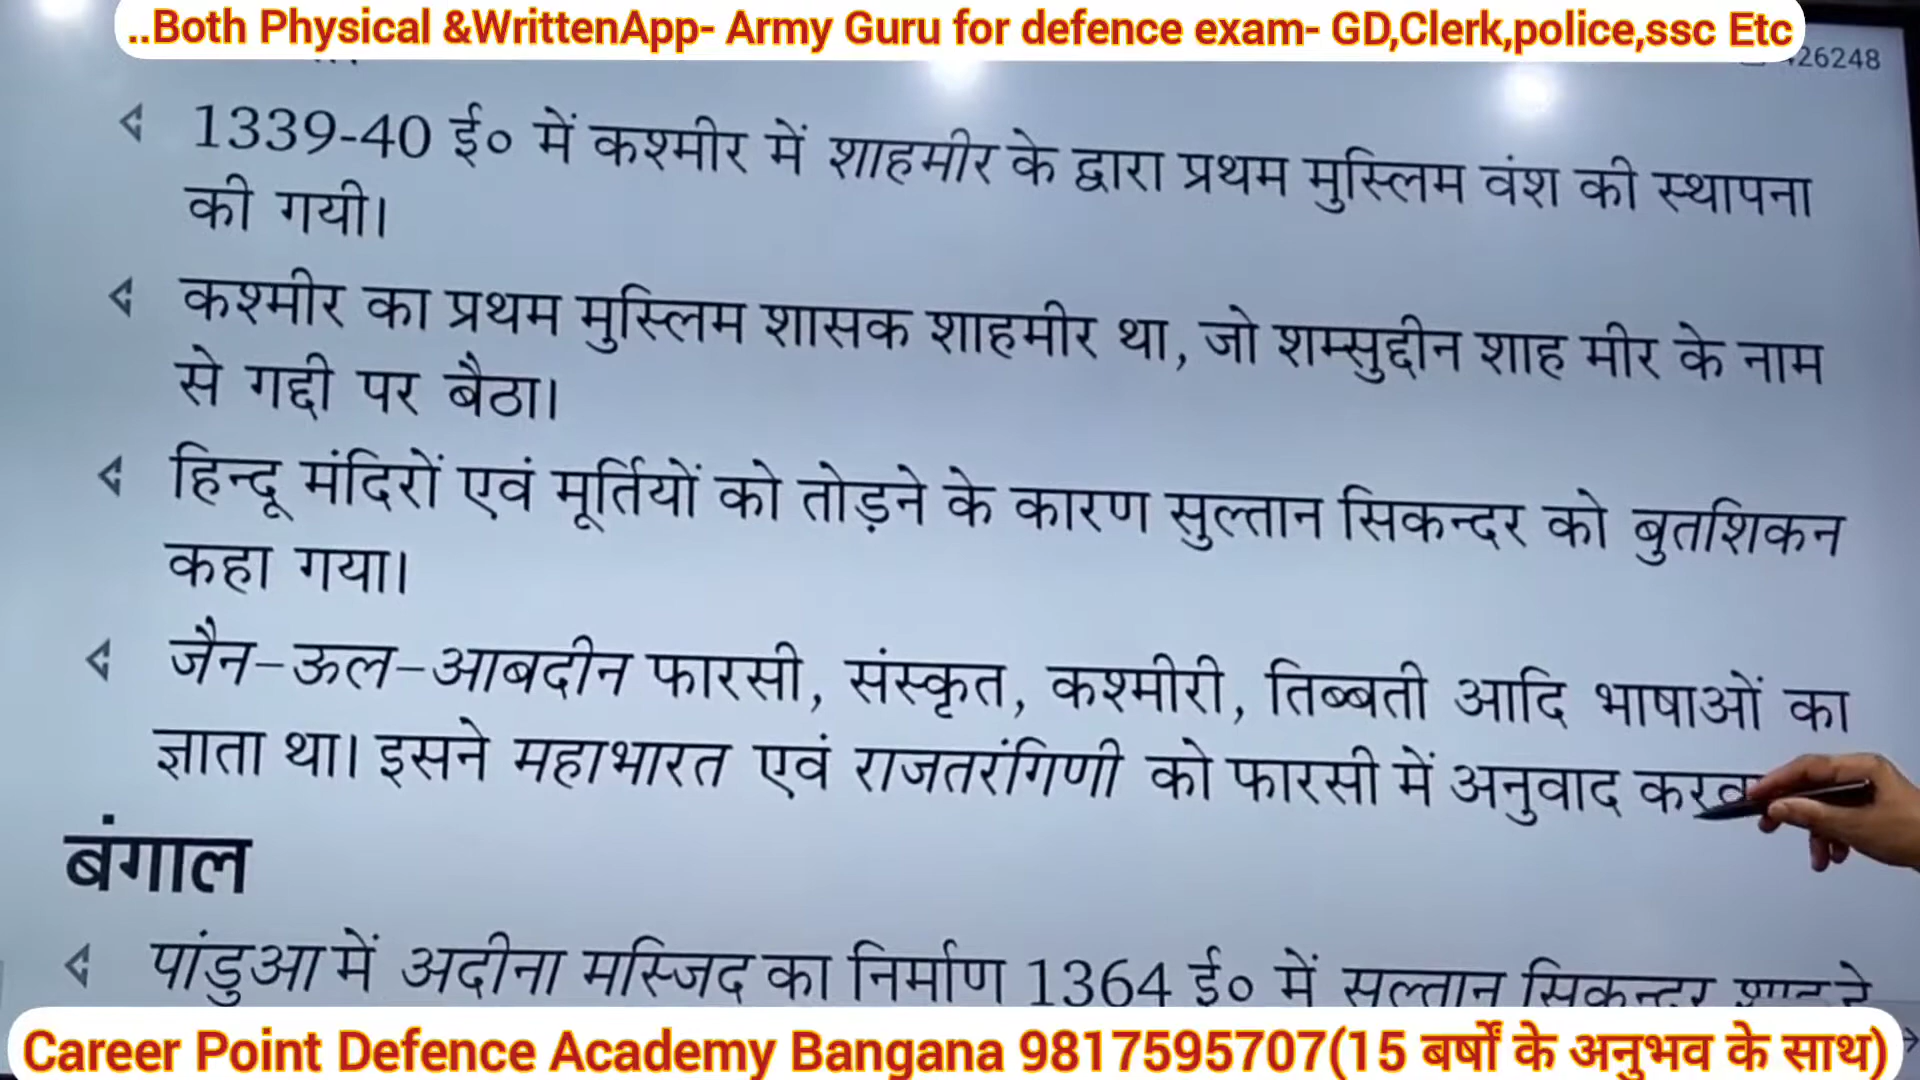 ..Both Physical &WrittenApp- Army Guru for defence exam- GD,Clerk,police,ssc Etc
26248
1339-40 ई० में कश्मीर में शाहमीर के द्वारा प्रथम मुस्लिम वंश की स्थापना
की गयी।
कश्मीर का प्रथम मुस्लिम शासक शाहमीर था, जो शम्सुद्दीन शाह मीर के नाम
से गद्दी पर बैठा।
हिन्दू मंदिरों एवं मूर्तियों को तोड़ने के कारण सुल्तान सिकन्दर को बुतशिकन
कहा गया।
जैन-ऊल-आबदीन फारसी, संस्कृत, कश्मीरी, तिब्बती आदि भाषाओं का
ज्ञाता था। इसने महाभारत एवं राजतरंगिणी को फारसी में अनुवाद
बंगाल
पांडुआ में अदीना मस्जिद का निर्माण 1364 ई० में सुल्तान सिकन्दर शाह ने
Career Point Defence Academy Bangana 9817595707(15 बर्षों के अनुभव के साथ)